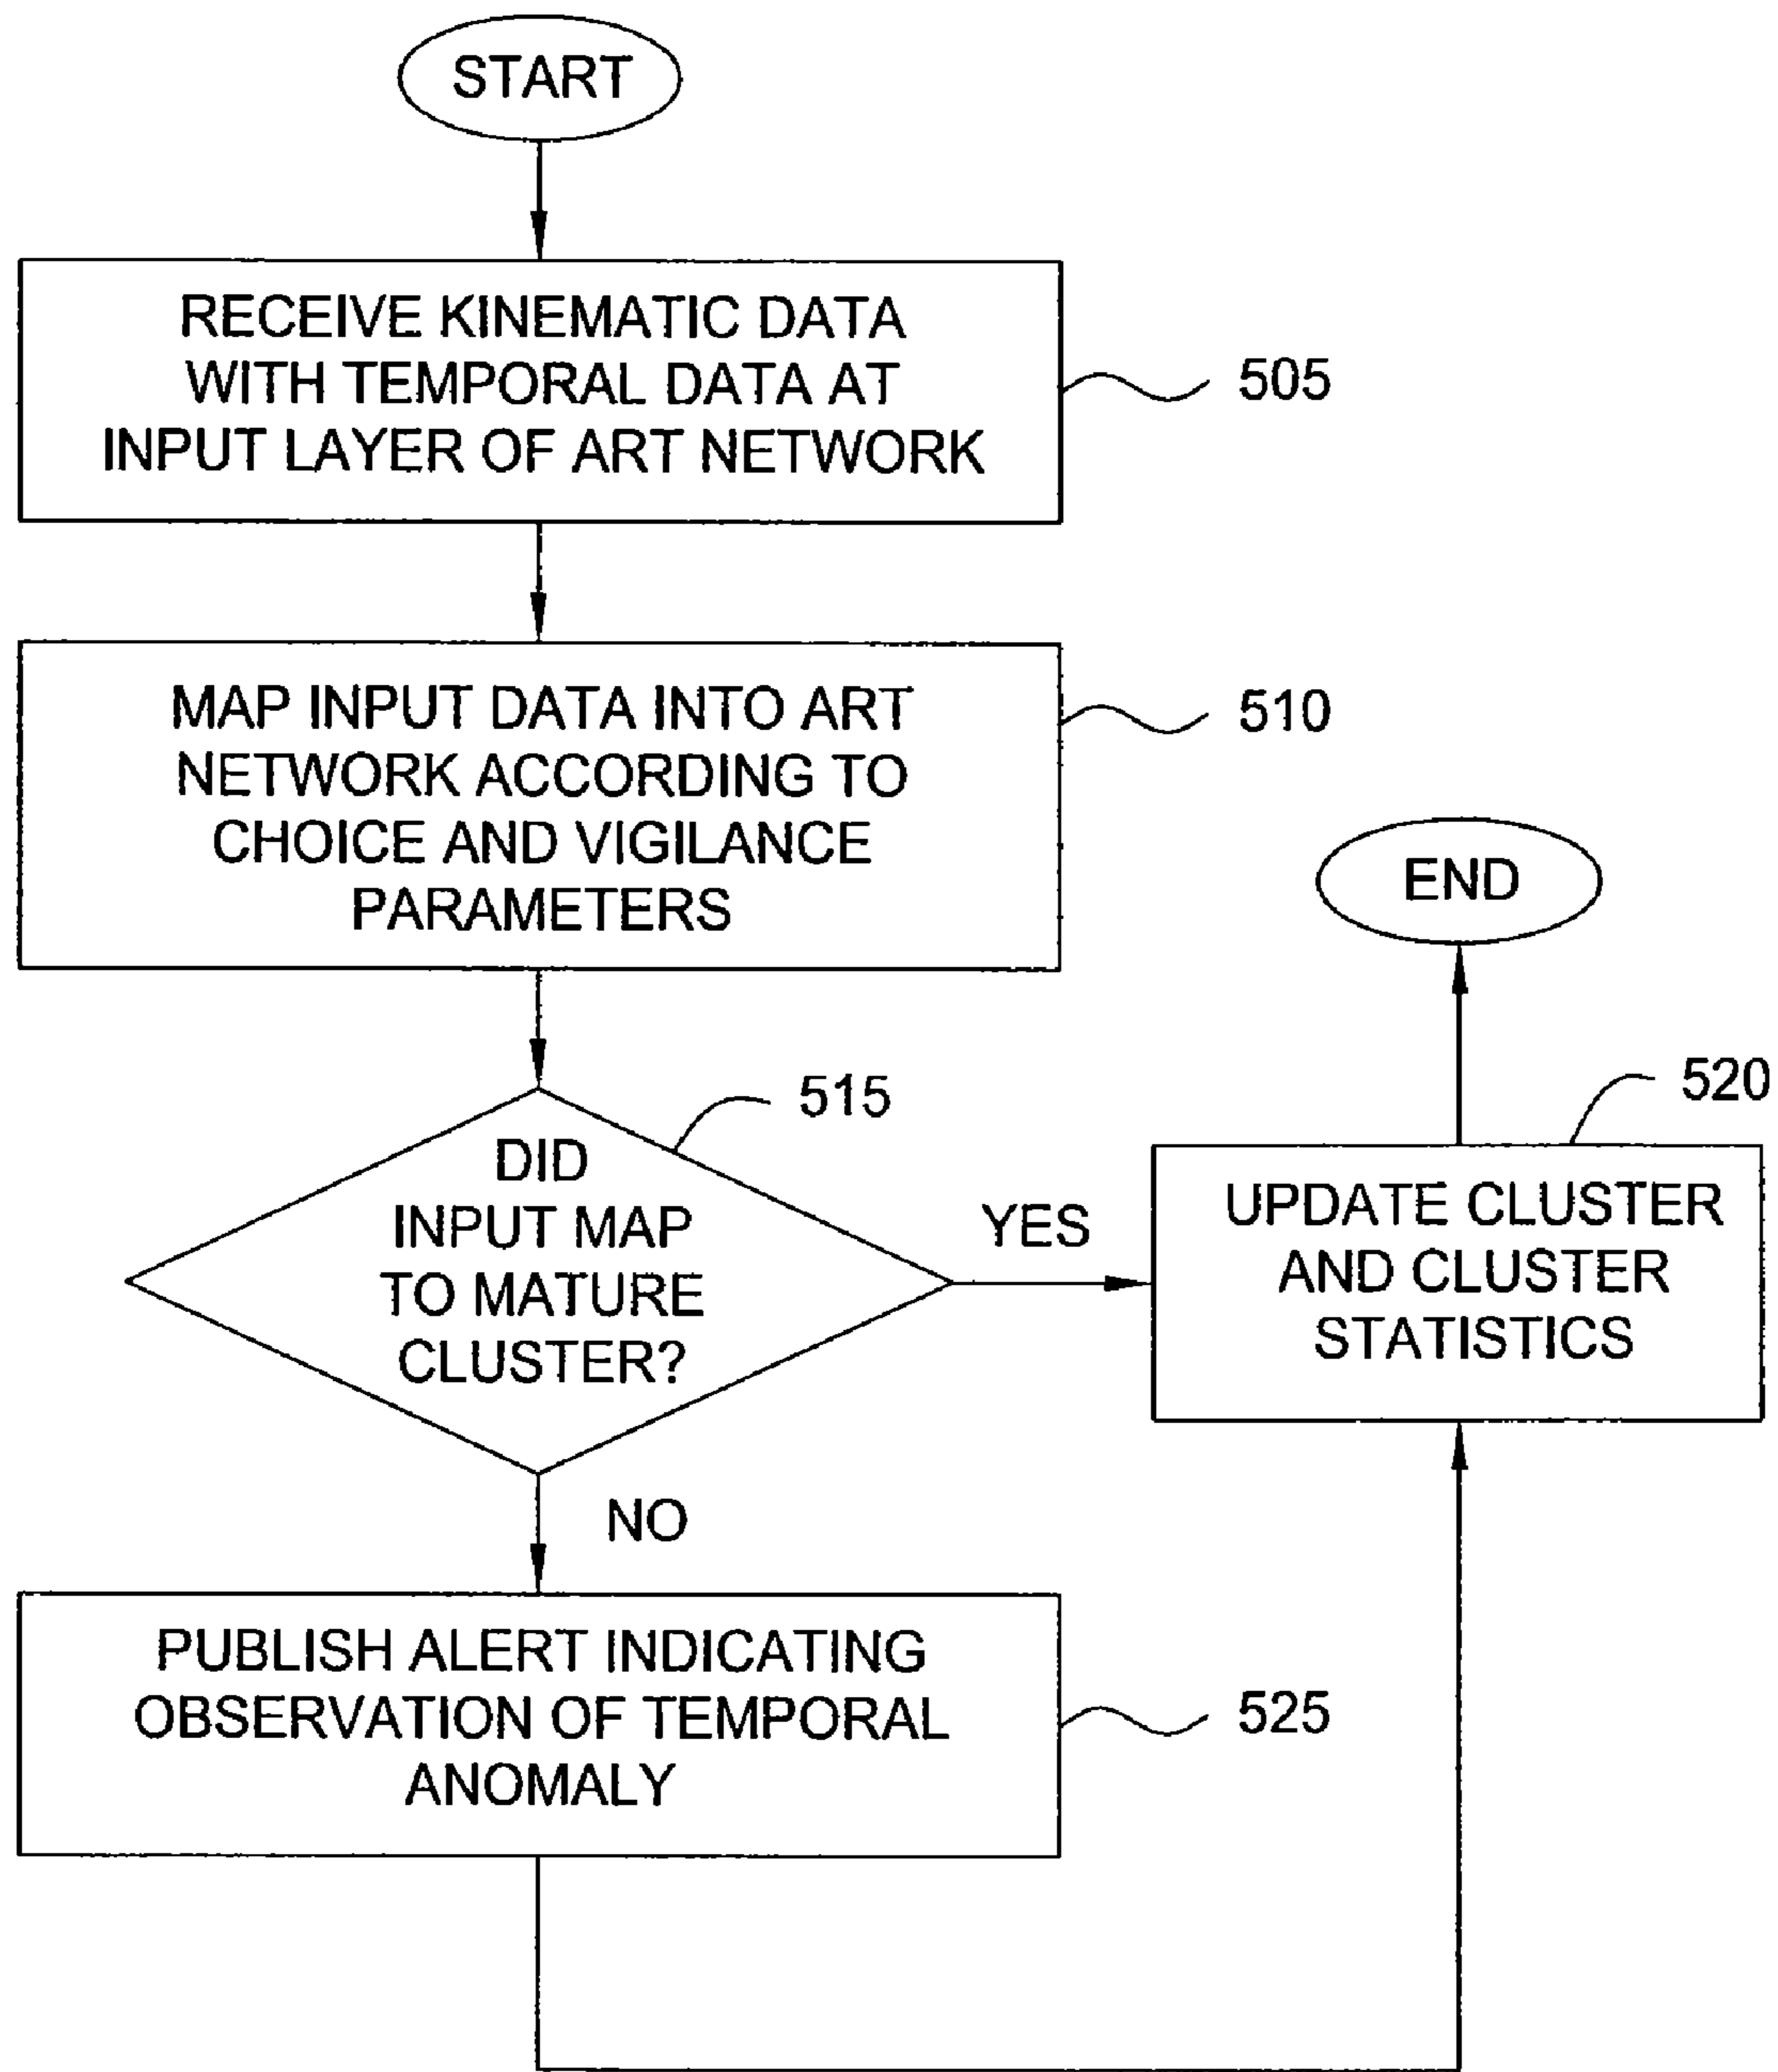 START
RECEIVE KINEMATIC DATA
WITH TEMPORAL DATA AT
INPUT LAYER OF ART NETWORK
505
MAP INPUT DATA INTO ART
NETWORK ACCORDING TO
CHOICE AND VIGILANCE
PARAMETERS
510
DID
INPUT MAP
TO MATURE
CLUSTER?
515
YES
NO
UPDATE CLUSTER
AND CLUSTER
STATISTICS
520
END
PUBLISH ALERT INDICATING
OBSERVATION OF TEMPORAL
ANOMALY
525